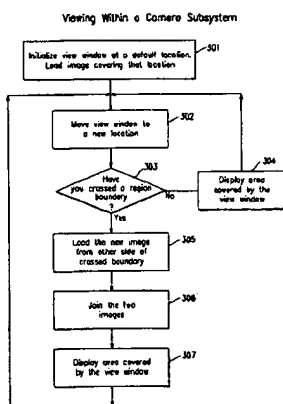 Viewing Within a Camera Subsystem
301
Initialize view window at a default location.
Load image covering that location
302
Move view window to
a new location
303
Have
you crossed a region
boundary
?
No
Yes
304
Display area
covered by the
view window
305
Load the new image
from other side of
crossed boundary
306
Join the two
images
307
Display area covered
by the view window